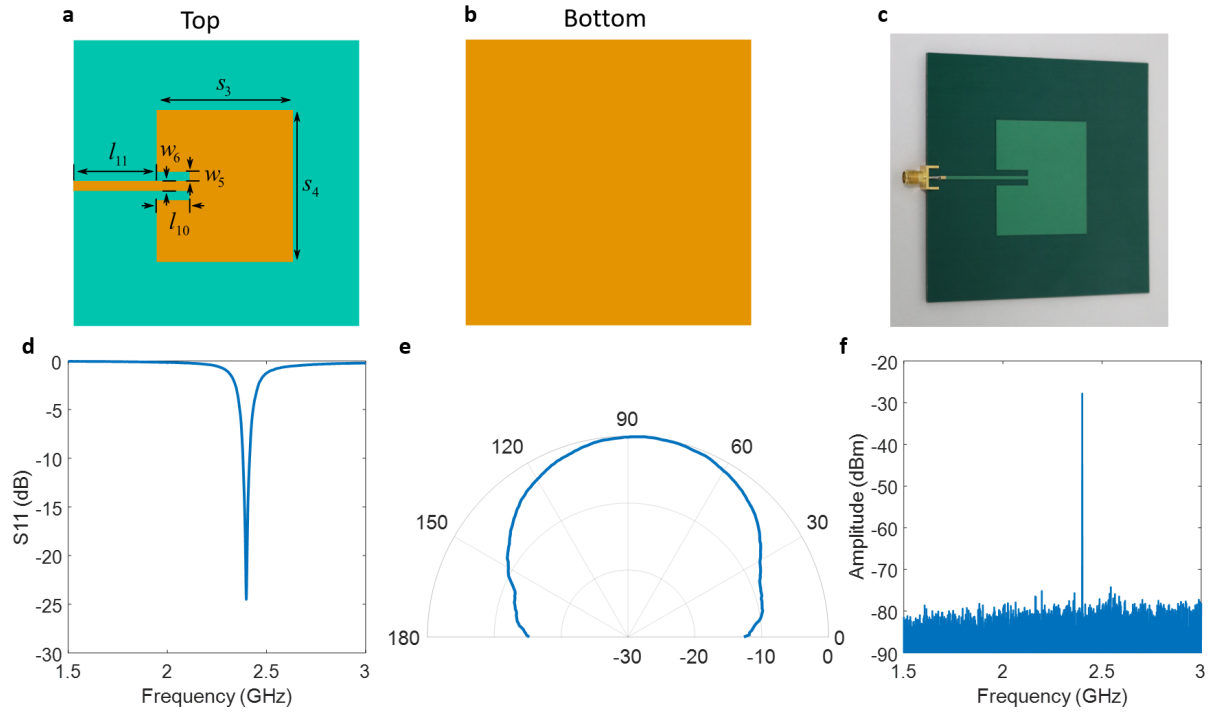 a
Top
b
Bottom
c
s₃
l₁₁
w₆
w₅
s₄
l₁₀
d
0
-5
-10
-15
-20
-25
-30
S11 (dB)
1.5 2 2.5 3
Frequency (GHz)
e
90
120 60
150 30
180 0
-30 -20 -10 0
f
-20
-30
-40
-50
-60
-70
-80
-90
Amplitude (dBm)
1.5 2 2.5 3
Frequency (GHz)